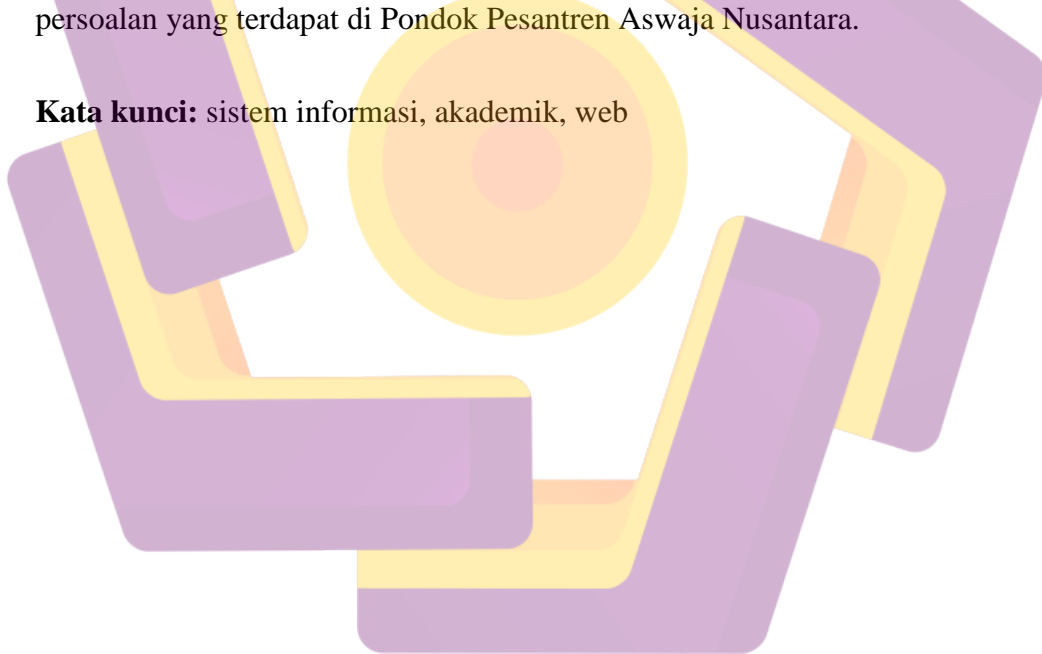 persoalan yang terdapat di Pondok Pesantren Aswaja Nusantara.
Kata kunci: sistem informasi, akademik, web